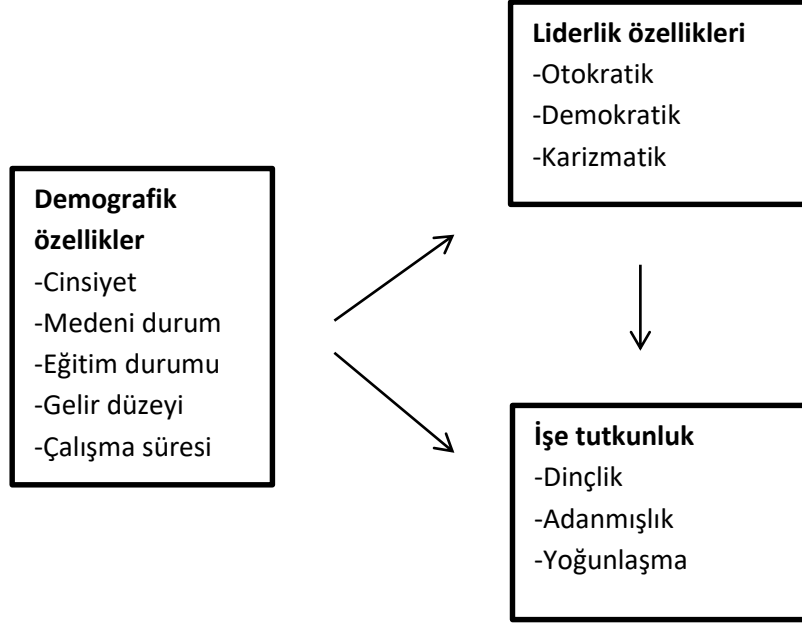 Liderlik özellikleri
-Otokratik
-Demokratik
-Karizmatik
Demografik
özellikler
-Cinsiyet
-Medeni durum
-Eğitim durumu
-Gelir düzeyi
-Çalışma süresi
İşe tutkunluk
-Dinçlik
-Adanmışlık
-Yoğunlaşma